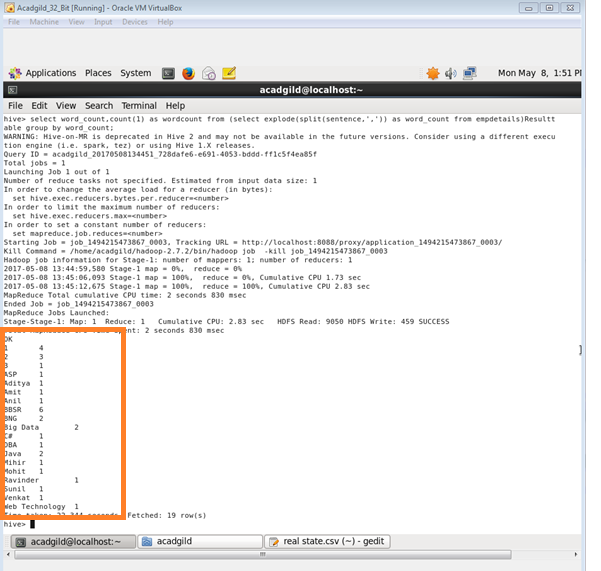 Acadgild_32_Bit [Running] - Oracle VM VirtualBox
File Machine View Input Devices Help
Applications Places System Mon May 8, 1:51 P
acadgild@localhost:~
File Edit View Search Terminal Help
hive> select word_count,count(1) as wordcount from (select explode(split(sentence,',')) as word_count from empdetails)Resultt
able group by word_count;
WARNING: Hive-on-MR is deprecated in Hive 2 and may not be available in the future versions. Consider using a different execu
tion engine (i.e. spark, tez) or using Hive 1.X releases.
Query ID = acadgild_20170508134451_728dafe6-e691-4053-bddd-ff1c5f4ea85f
Total jobs = 1
Launching Job 1 out of 1
Number of reduce tasks not specified. Estimated from input data size: 1
In order to change the average load for a reducer (in bytes):
set hive.exec.reducers.bytes.per.reducer=<number>
In order to limit the maximum number of reducers:
set hive.exec.reducers.max=<number>
In order to set a constant number of reducers:
set mapreduce.job.reduces=<number>
Starting Job = job_1494215473867_0003, Tracking URL = http://localhost:8088/proxy/application_1494215473867_0003/
Kill Command = /home/acadgild/hadoop-2.7.2/bin/hadoop job -kill job_1494215473867_0003
Hadoop job information for Stage-1: number of mappers: 1; number of reducers: 1
2017-05-08 13:44:59,580 Stage-1 map = 0%, reduce = 0%
2017-05-08 13:45:06,093 Stage-1 map = 100%, reduce = 0%, Cumulative CPU 1.73 sec
2017-05-08 13:45:12,675 Stage-1 map = 100%, reduce = 100%, Cumulative CPU 2.83 sec
MapReduce Total cumulative CPU time: 2 seconds 830 msec
Ended Job = job_1494215473867_0003
MapReduce Jobs Launched:
Stage-Stage-1: Map: 1 Reduce: 1 Cumulative CPU: 2.83 sec HDFS Read: 9050 HDFS Write: 459 SUCCESS
Total MapReduce CPU Time Spent: 2 seconds 830 msec
OK
1 4
2 3
3 1
ASP 1
Aditya 1
Amit 1
Anil 1
BBSR 6
BNG 2
Big Data 2
C# 1
DBA 1
Java 2
Mihir 1
Mohit 1
Ravinder 1
Sunil 1
Venkat 1
Web Technology 1
Time taken: 22.344 seconds, Fetched: 19 row(s)
hive>
acadgild@localhost:~ acadgild real state.csv (~) - gedit